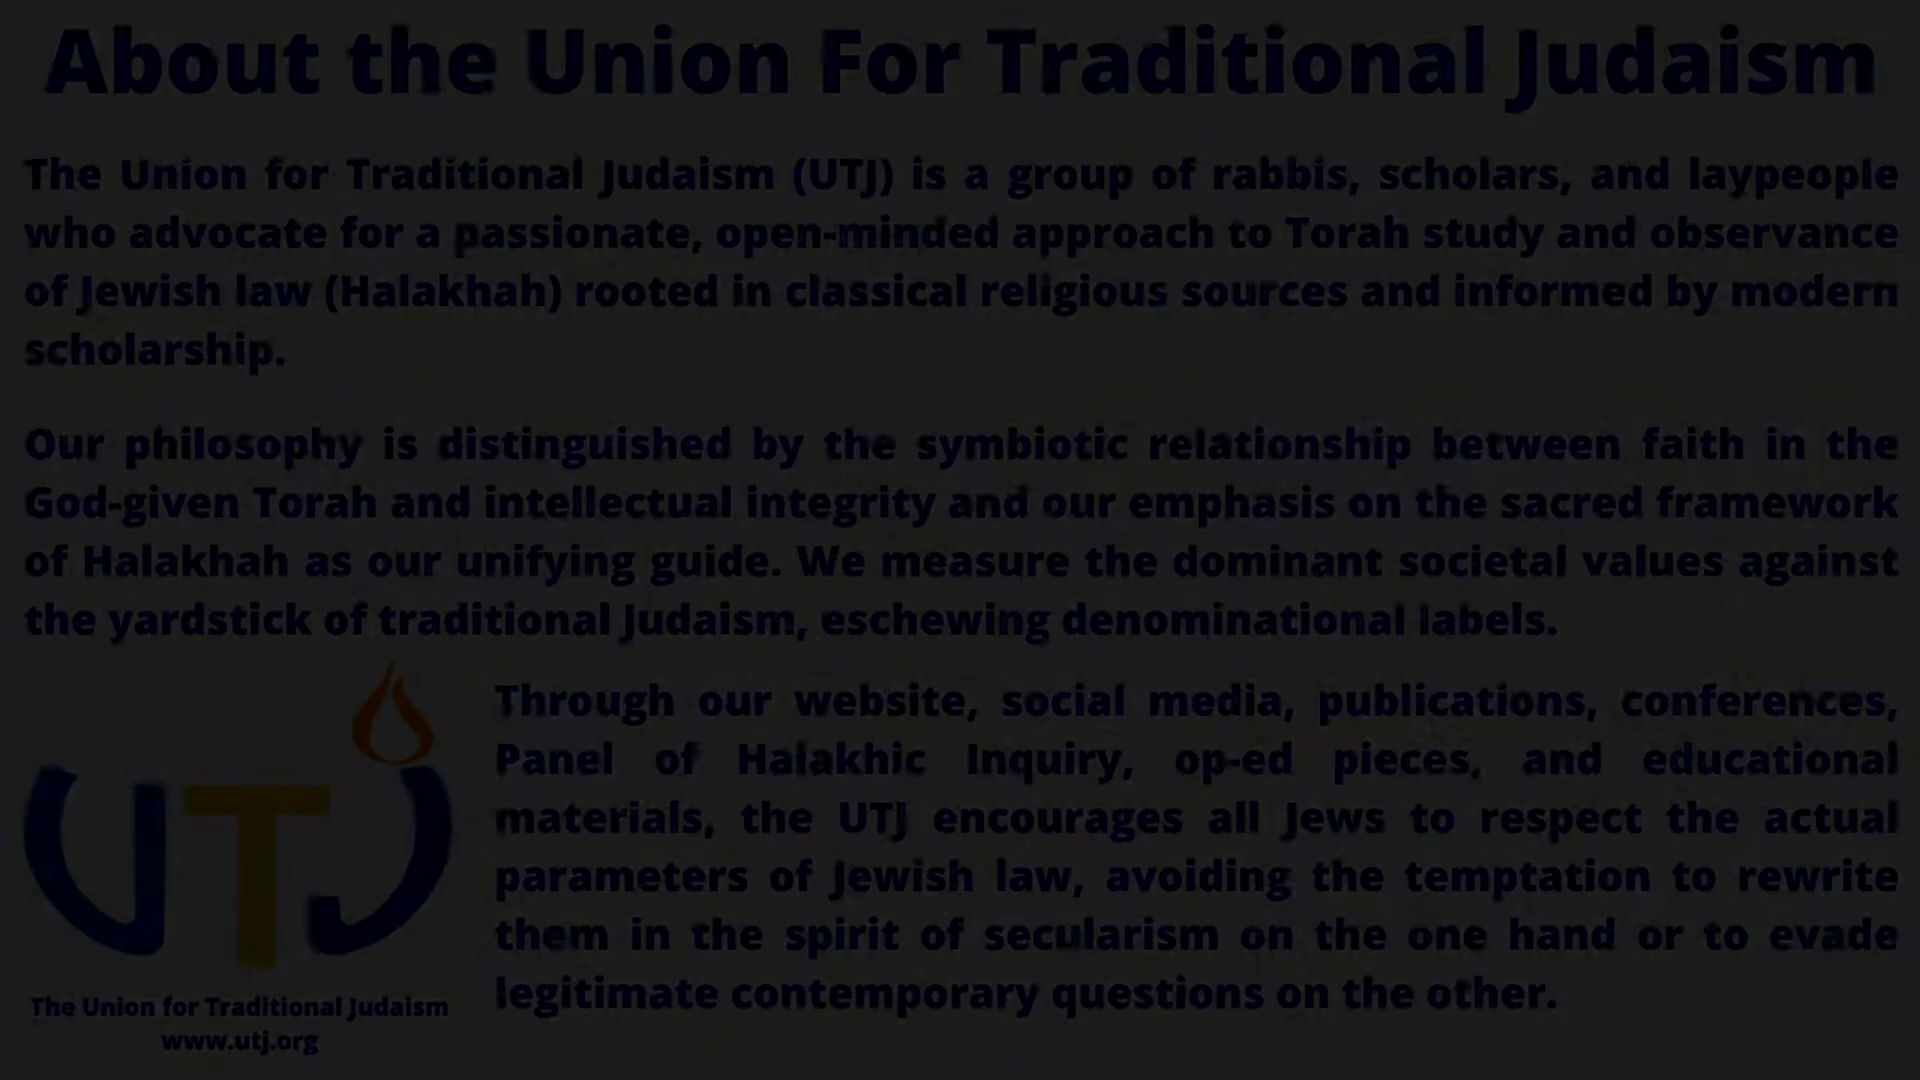 About the Union For Traditional Judaism
The Union for Traditional Judaism (UTJ) is a group of rabbis, scholars, and laypeople
who advocate for a passionate, open-minded approach to Torah study and observance
of Jewish law (Halakhah) rooted in classical religious sources and informed by modern
scholarship.
Our philosophy is distinguished by the symbiotic relationship between faith in the
God-given Torah and intellectual integrity and our emphasis on the sacred framework
of Halakhah as our unifying guide. We measure the dominant societal values against
the yardstick of traditional Judaism, eschewing denominational labels.
Through our website, social media, publications, conferences,
Panel of Halakhic Inquiry, op-ed pieces, and educational
materials, the UTJ encourages all Jews to respect the actual
parameters of Jewish law, avoiding the temptation to rewrite
them in the spirit of secularism on the one hand or to evade
legitimate contemporary questions on the other.
UTJ
The Union for Traditional Judaism
www.utj.org